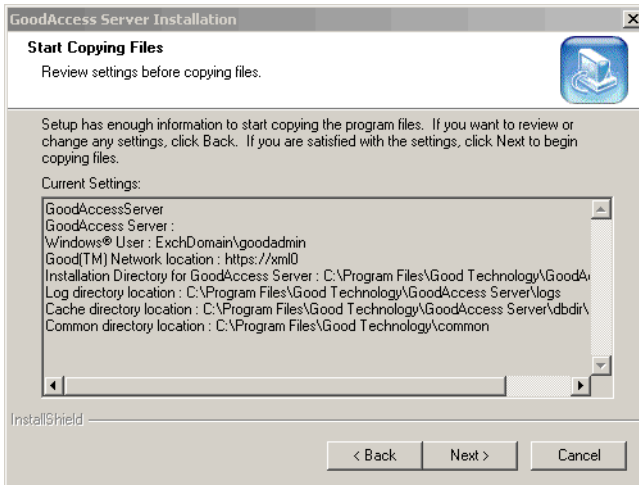 GoodAccess Server Installation
Start Copying Files
Review settings before copying files.
Setup has enough information to start copying the program files. If you want to review or
change any settings, click Back. If you are satisfied with the settings, click Next to begin
copying files.
Current Settings:
GoodAccessServer
GoodAccess Server :
Windows® User : ExchDomain\goodadmin
Good(TM) Network location : https://xml0
Installation Directory for GoodAccess Server : C:\Program Files\Good Technology\GoodA
Log directory location : C:\Program Files\Good Technology\GoodAccess Server\logs
Cache directory location : C:\Program Files\Good Technology\GoodAccess Server\dbdir\
Common directory location : C:\Program Files\Good Technology\common
InstallShield
< Back Next > Cancel